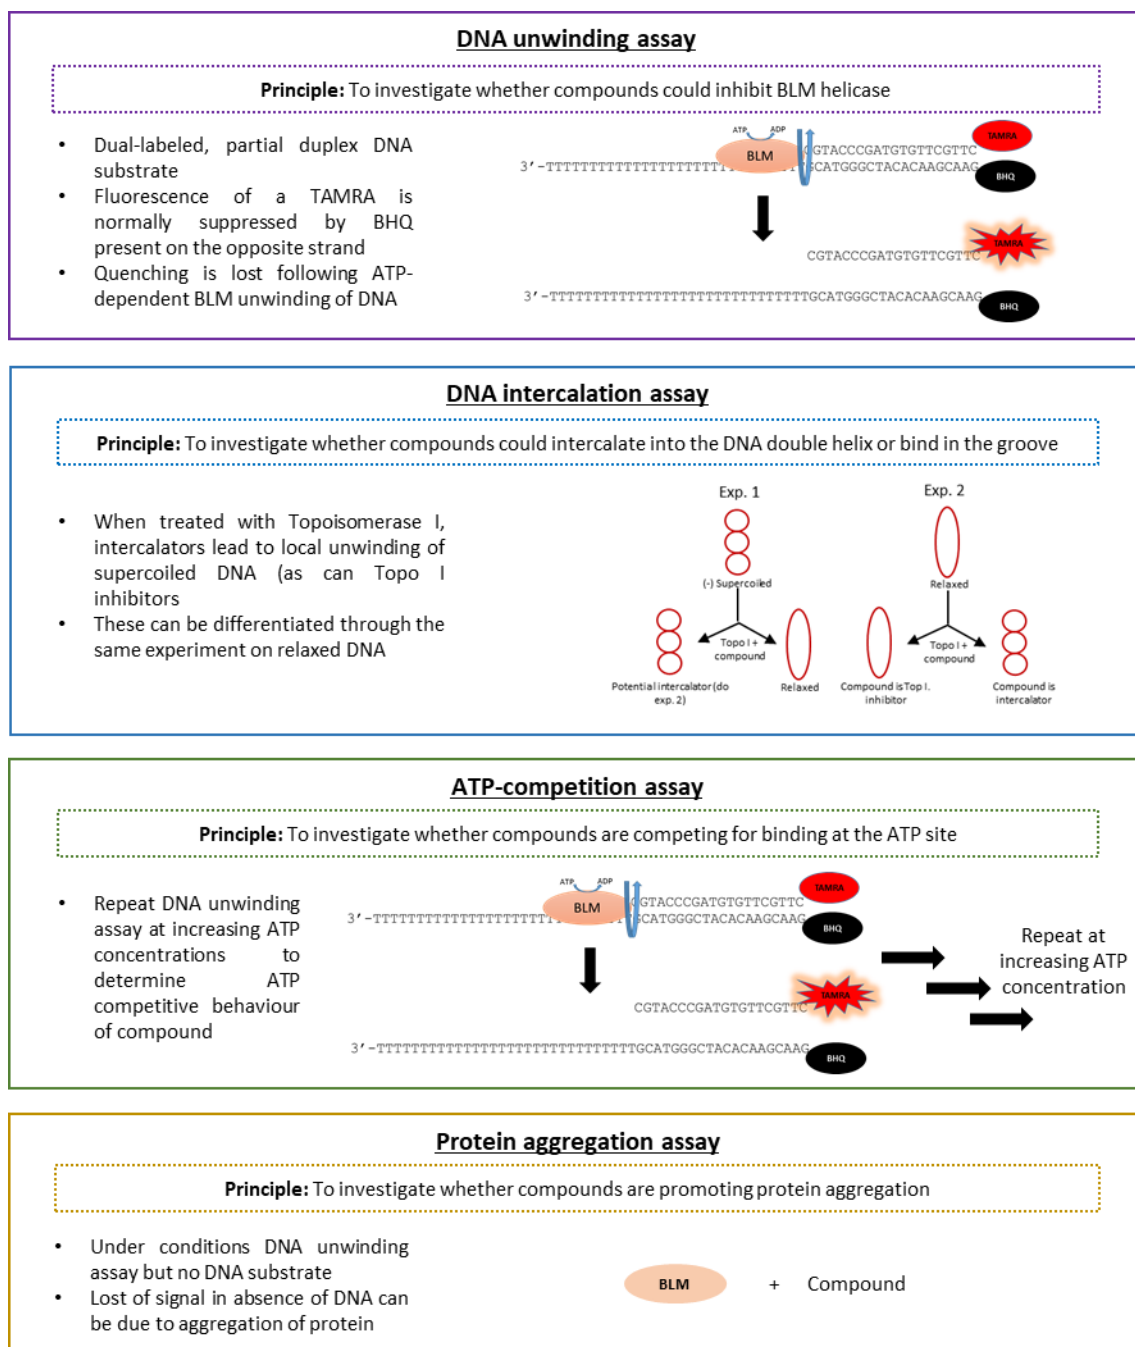 DNA unwinding assay
Principle: To investigate whether compounds could inhibit BLM helicase
• Dual-labeled, partial duplex DNA
substrate
• Fluorescence of a TAMRA is
normally suppressed by BHQ
present on the opposite strand
• Quenching is lost following ATP-
dependent BLM unwinding of DNA
ATP ADP
BLM
CGTACCCGATGTGTTCGTTC
TAMRA
3’-TTTTTTTTTTTTTTTTTTTTTT TGCATGGGCTACACAAGCAAG
BHQ
CGTACCCGATGTGTTCGTTC
TAMRA
3’-TTTTTTTTTTTTTTTTTTTTTTTTTTTTTTGCATGGGCTACACAAGCAAG
BHQ
DNA intercalation assay
Principle: To investigate whether compounds could intercalate into the DNA double helix or bind in the groove
• When treated with Topoisomerase I,
intercalators lead to local unwinding of
supercoiled DNA (as can Topo I
inhibitors
• These can be differentiated through the
same experiment on relaxed DNA
Exp. 1
(-) Supercoiled
Topo I +
compound
Potential intercalator (do
exp. 2)
Relaxed
Exp. 2
Relaxed
Topo I +
compound
Compound is Top I.
inhibitor
Compound is
intercalator
ATP-competition assay
Principle: To investigate whether compounds are competing for binding at the ATP site
• Repeat DNA unwinding
assay at increasing ATP
concentrations to
determine ATP
competitive behaviour
of compound
ATP ADP
BLM
CGTACCCGATGTGTTCGTTC
TAMRA
3’-TTTTTTTTTTTTTTTTTTTTTT TGCATGGGCTACACAAGCAAG
BHQ
CGTACCCGATGTGTTCGTTC
TAMRA
3’-TTTTTTTTTTTTTTTTTTTTTTTTTTTTTTGCATGGGCTACACAAGCAAG
BHQ
Repeat at
increasing ATP
concentration
Protein aggregation assay
Principle: To investigate whether compounds are promoting protein aggregation
• Under conditions DNA unwinding
assay but no DNA substrate
• Lost of signal in absence of DNA can
be due to aggregation of protein
BLM + Compound